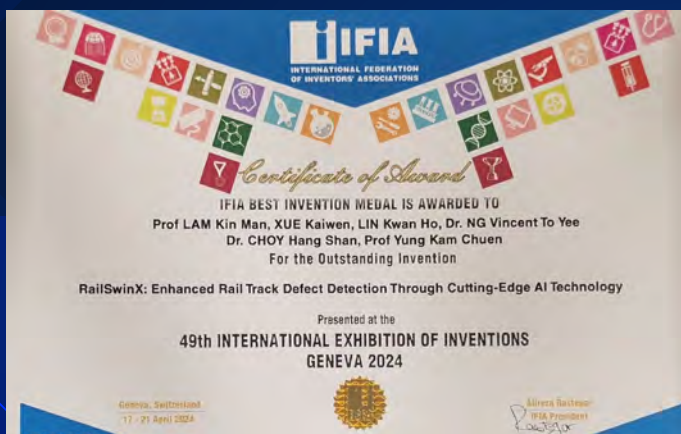 IFIA
INTERNATIONAL FEDERATION
OF INVENTORS' ASSOCIATIONS
Certificate of Award
IFIA BEST INVENTION MEDAL IS AWARDED TO
Prof LAM Kin Man, XUE Kaiwen, LIN Kwan Ho, Dr. NG Vincent To Yee
Dr. CHOY Hang Shan, Prof Yung Kam Chuen
For the Outstanding Invention
RailSwinX: Enhanced Rail Track Defect Detection Through Cutting-Edge AI Technology
Presented at the
49th INTERNATIONAL EXHIBITION OF INVENTIONS
GENEVA 2024
Geneva, Switzerland
17 - 21 April 2024
IFIA President